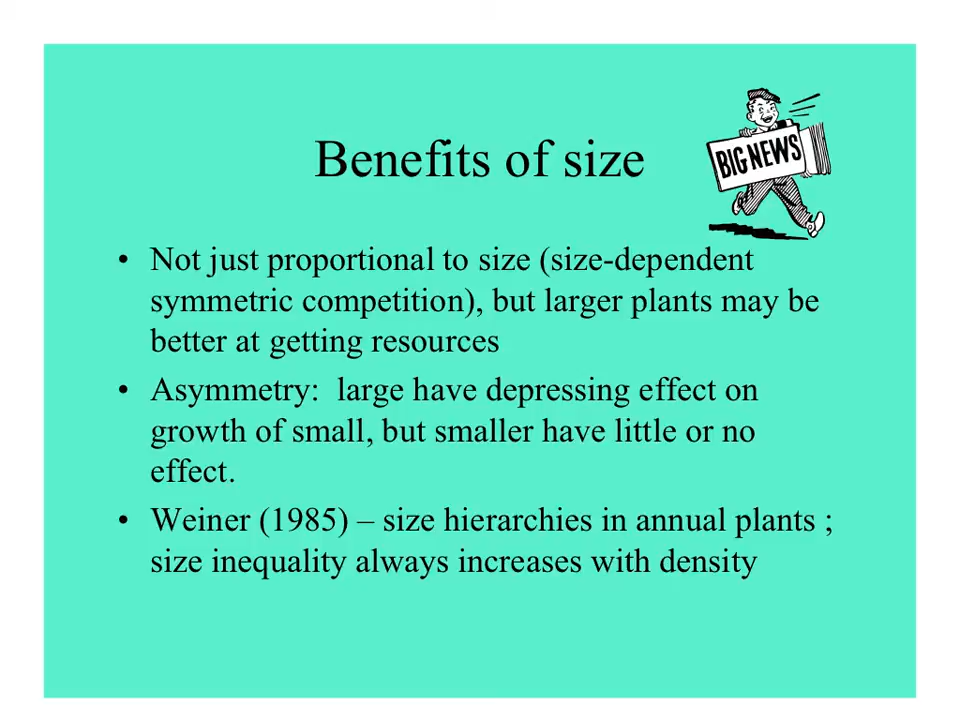 BIG NEWS
Benefits of size
• Not just proportional to size (size-dependent
symmetric competition), but larger plants may be
better at getting resources
• Asymmetry:  large have depressing effect on
growth of small, but smaller have little or no
effect.
• Weiner (1985) – size hierarchies in annual plants ;
size inequality always increases with density